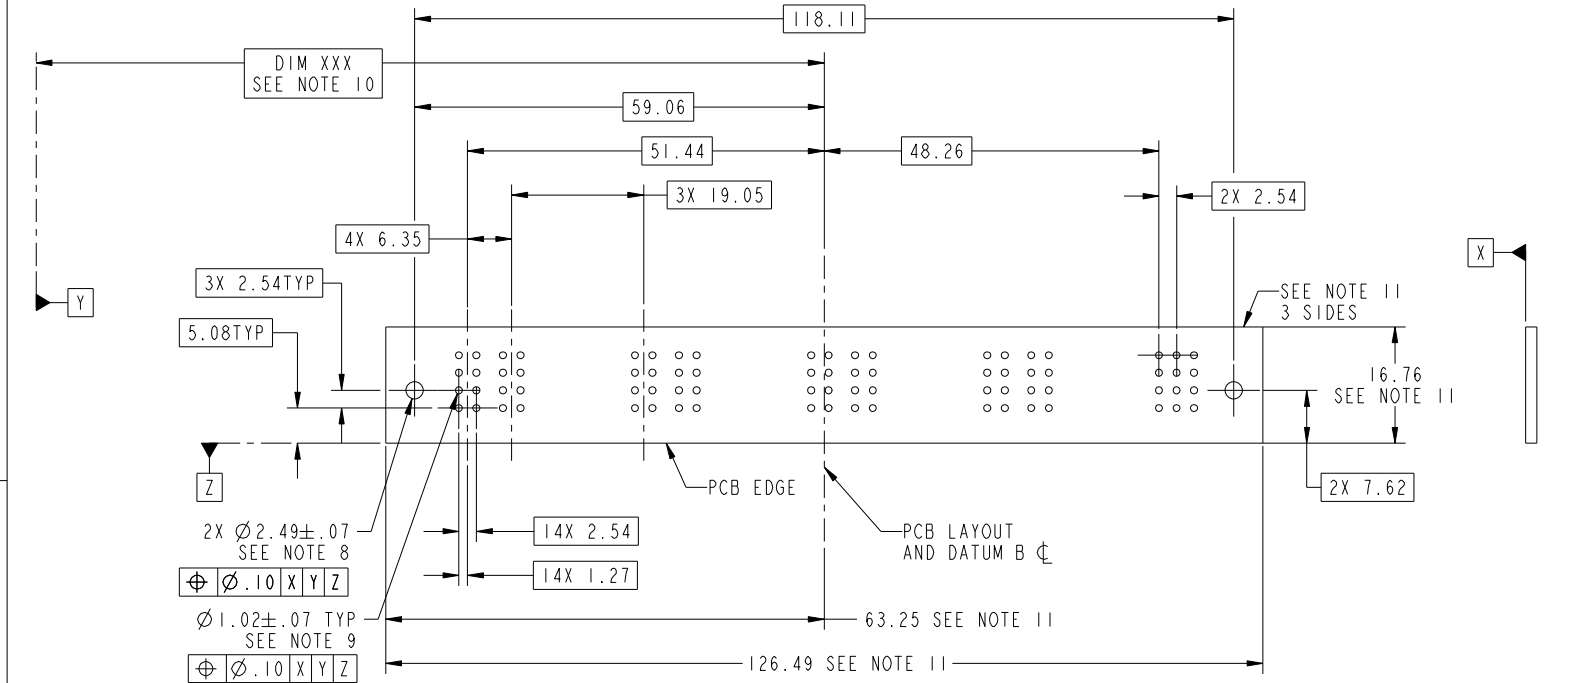 118.11
DIM XXX
SEE NOTE 10
59.06
51.44
48.26
3X 19.05
2X 2.54
4X 6.35
X
3X 2.54TYP
Y
SEE NOTE 11
3 SIDES
5.08TYP
16.76
SEE NOTE 11
Z
PCB EDGE
2X 7.62
2X Ø2.49±.07
SEE NOTE 8
14X 2.54
PCB LAYOUT
AND DATUM B ℄
⌖ Ø.10 X Y Z
14X 1.27
Ø1.02±.07 TYP
SEE NOTE 9
63.25 SEE NOTE 11
⌖ Ø.10 X Y Z
126.49 SEE NOTE 11